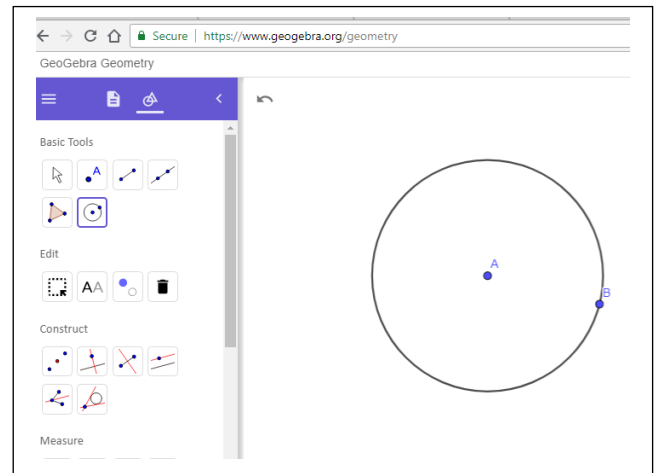 Secure | https://www.geogebra.org/geometry
GeoGebra Geometry
Basic Tools
A
Edit
AA
Construct
Measure
A
B